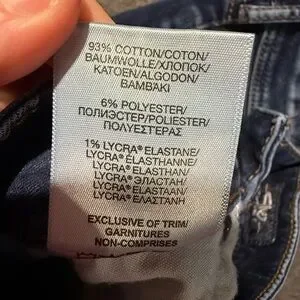 93% COTTON/COTON/
BAUMWOLLE/ХЛОПОК/
KATOEN/ALGODON/
BAMBAKI
6% POLYESTER/
ПОЛИЭСТЕР/POLIESTER/
ΠΟΛΥΕΣΤΕΡΑΣ
1% LYCRA® ELASTANE/
LYCRA® ELASTHANNE/
LYCRA® ELASTHAN/
LYCRA® ЭЛАСТАН/
LYCRA® ELASTAAN/
LYCRA® ΕΛΑΣΤΑΝΗ
EXCLUSIVE OF TRIM/
GARNITURES
NON-COMPRISES